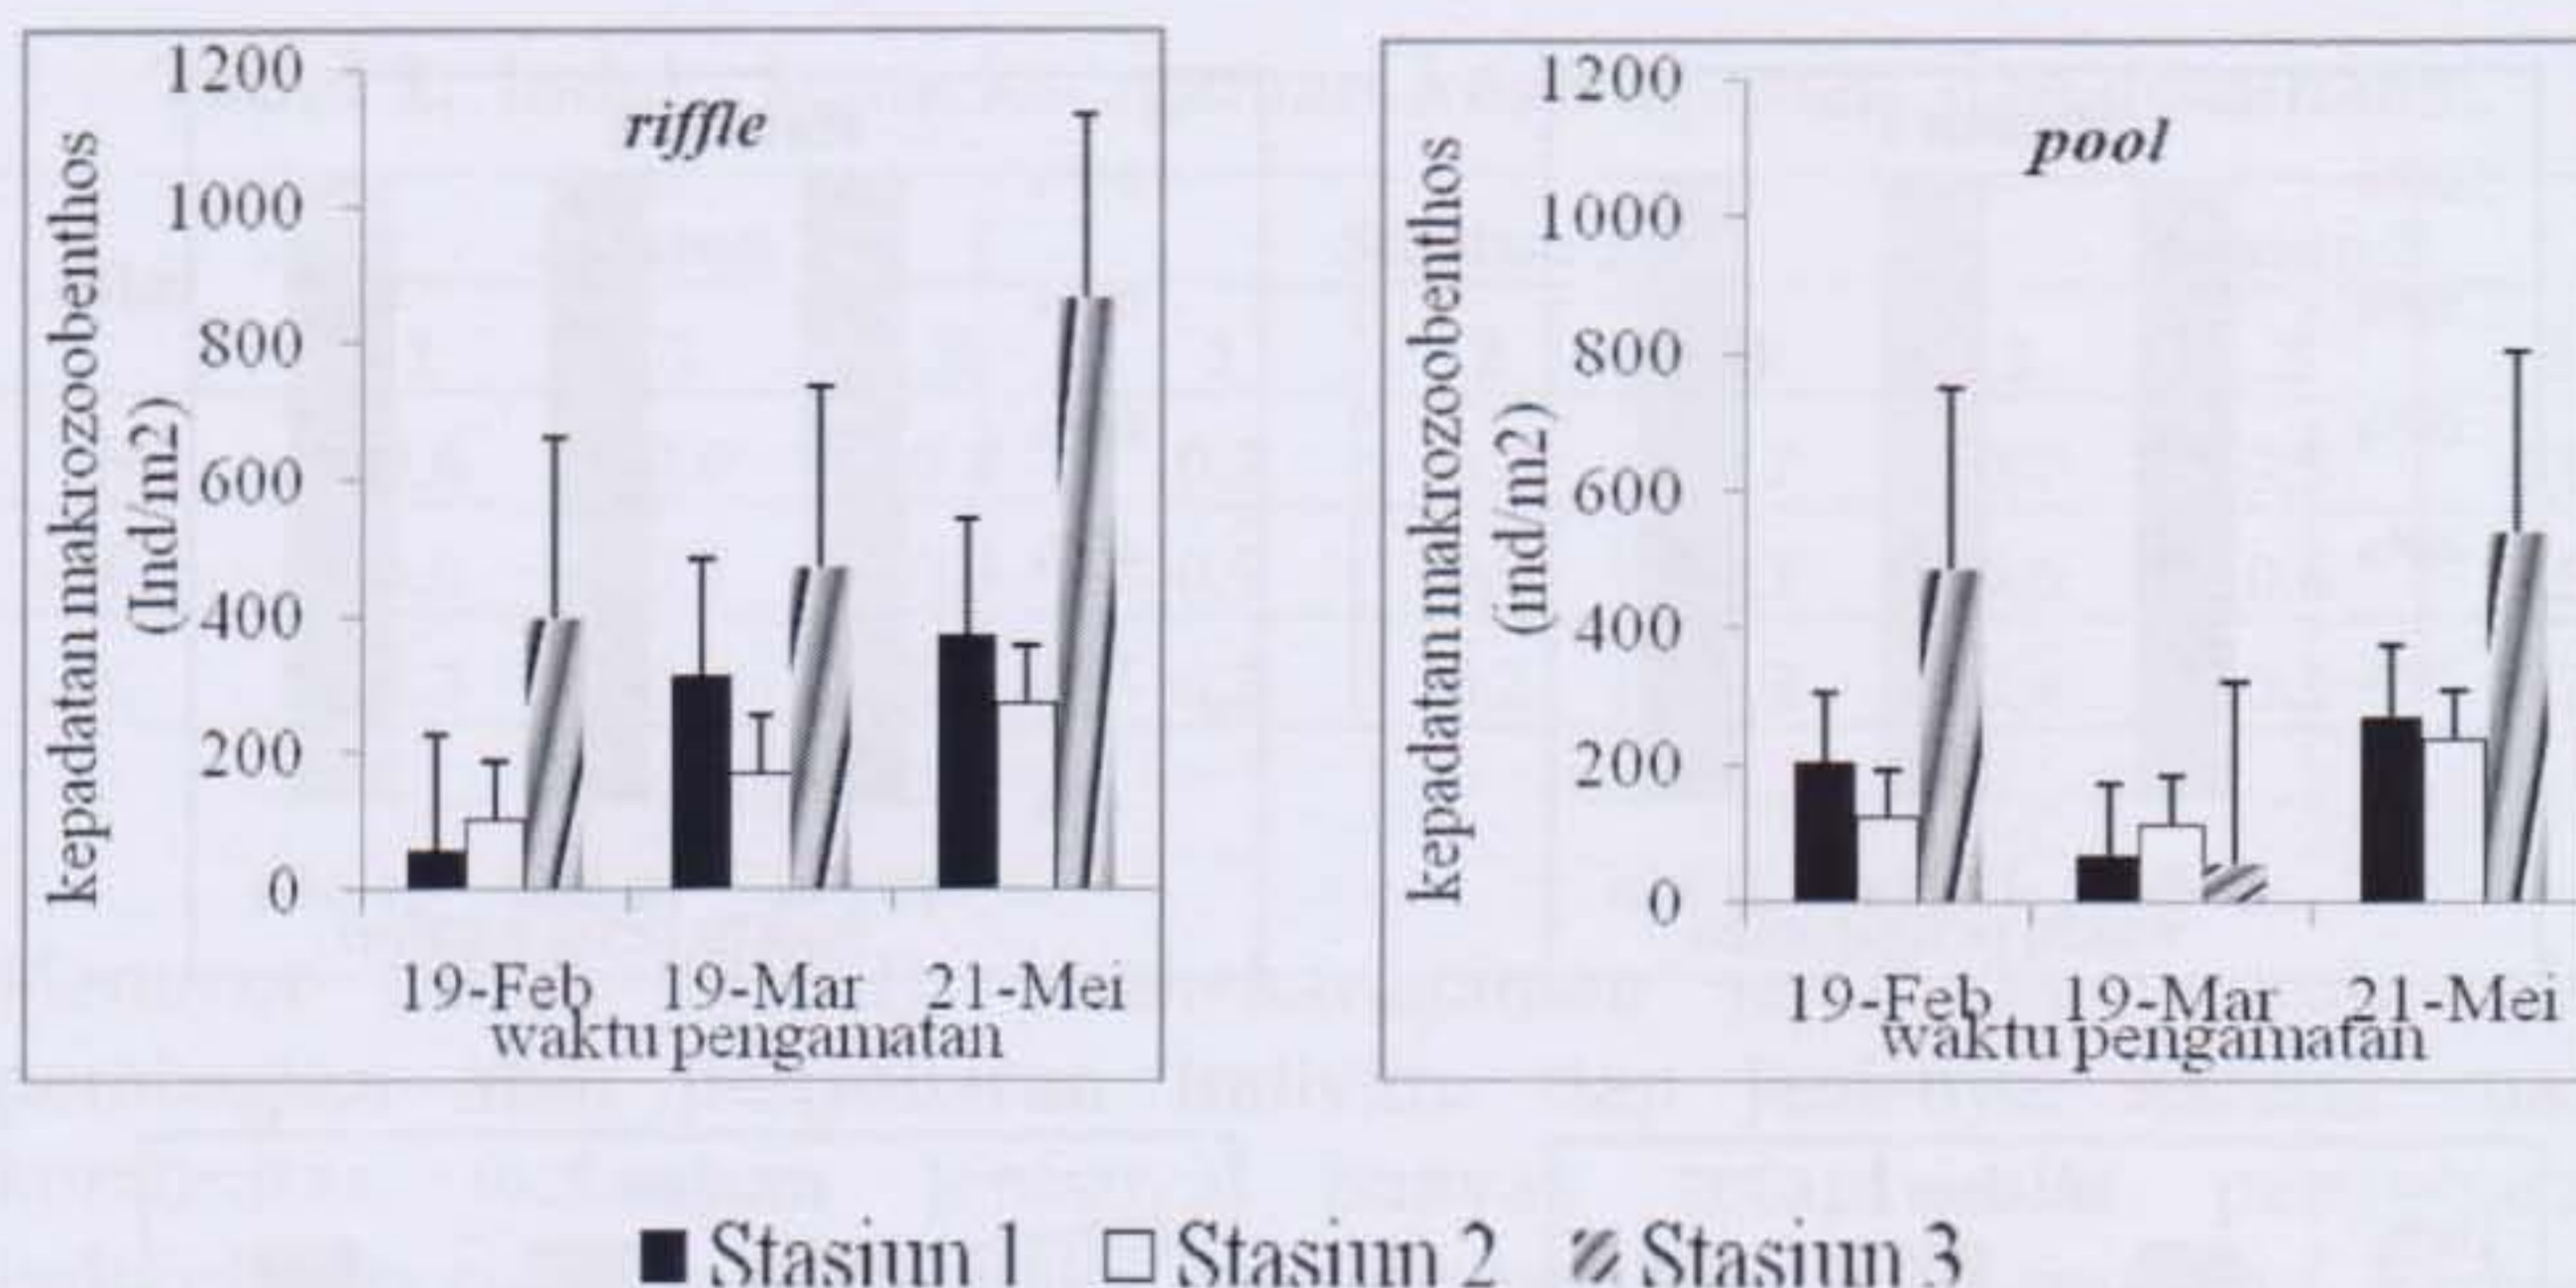 riffle
kepadatan makrozoobenthos
(Ind/m2)
1200
1000
800
600
400
200
0
19-Feb 19-Mar 21-Mei
waktu pengamatan
pool
kepadatan makrozoobenthos
(ind/m2)
1200
1000
800
600
400
200
0
19-Feb 19-Mar 21-Mei
waktu pengamatan
Stasiun 1 Stasiun 2 Stasiun 3